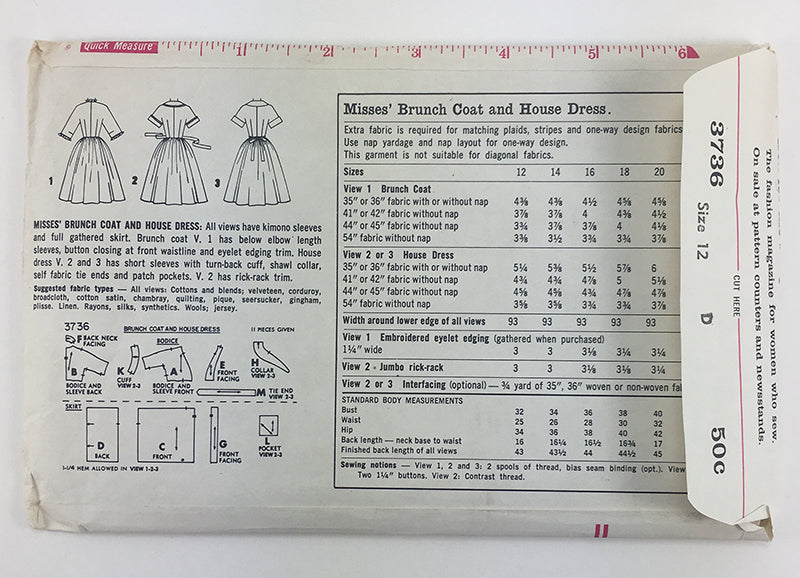 Quick Measure 1 2 3 4 5 6
1 2 3
MISSES' BRUNCH COAT AND HOUSE DRESS: All views have kimono sleeves
and full gathered skirt. Brunch coat V. 1 has below elbow length
sleeves, button closing at front waistline and eyelet edging trim. House
dress V. 2 and 3 has short sleeves with turn-back cuff, shawl collar,
self fabric tie ends and patch pockets. V. 2 has rick-rack trim.
Suggested fabric types — All views: Cottons and blends; velveteen, corduroy,
broadcloth, cotton satin, chambray, quilting, pique, seersucker, gingham,
plisse. Linen. Rayons, silks, synthetics. Wools; jersey.
3736 BRUNCH COAT AND HOUSE DRESS 11 PIECES GIVEN
F BACK NECK
FACING
BODICE
B
BODICE AND
SLEEVE BACK
K
CUFF
VIEW 2-3
A
BODICE AND
SLEEVE FRONT
E
FRONT
FACING
H
COLLAR
VIEW 2-3
M TIE END
VIEW 2-3
SKIRT
D
BACK
C
FRONT
G
FRONT
FACING
L
POCKET
VIEW 2-3
1-1/4 HEM ALLOWED IN VIEW 1-2-3
Misses' Brunch Coat and House Dress.
Extra fabric is required for matching plaids, stripes and one-way design fabrics
Use nap yardage and nap layout for one-way design.
This garment is not suitable for diagonal fabrics.
Sizes 12 14 16 18 20
View 1 Brunch Coat
35" or 36" fabric with or without nap 4⅜ 4⅜ 4½ 4⅝ 4⅝
41" or 42" fabric without nap 3⅞ 3⅞ 4 4⅜ 4½
44" or 45" fabric without nap 3¾ 3⅞ 3⅞ 4 4⅛
54" fabric without nap 3⅜ 3½ 3¾ 3¾ 3⅞
View 2 or 3 House Dress
35" or 36" fabric with or without nap 5¼ 5⅝ 5½ 5⅞ 6
41" or 42" fabric without nap 4¾ 4¾ 4⅞ 5 5⅛
44" or 45" fabric without nap 4⅝ 4⅝ 4¾ 4⅞ 4⅞
54" fabric without nap 3⅝ 3⅝ 3¾ 3¾ 3⅞
Width around lower edge of all views 93 93 93 93 93
View 1 Embroidered eyelet edging (gathered when purchased)
1¼" wide 3 3 3⅛ 3¼ 3¼
View 2 - Jumbo rick-rack 3 3 3⅛ 3⅛ 3¼
View 2 or 3 Interfacing (optional) — ¾ yard of 35", 36" woven or non-woven
STANDARD BODY MEASUREMENTS
Bust 32 34 36 38 40
Waist 25 26 28 30 32
Hip 34 36 38 40 42
Back length — neck base to waist 16 16¼ 16½ 16¾ 17
Finished back length of all views 43 43½ 44 44½ 45
Sewing notions — View 1, 2 and 3: 2 spools of thread, bias seam binding (opt.). View
Two 1¼" buttons. View 2: Contrast thread.
3736 Size 12 D 50c
CUT HERE
The fashion magazine for women who sew.
On sale at pattern counters and newsstands.